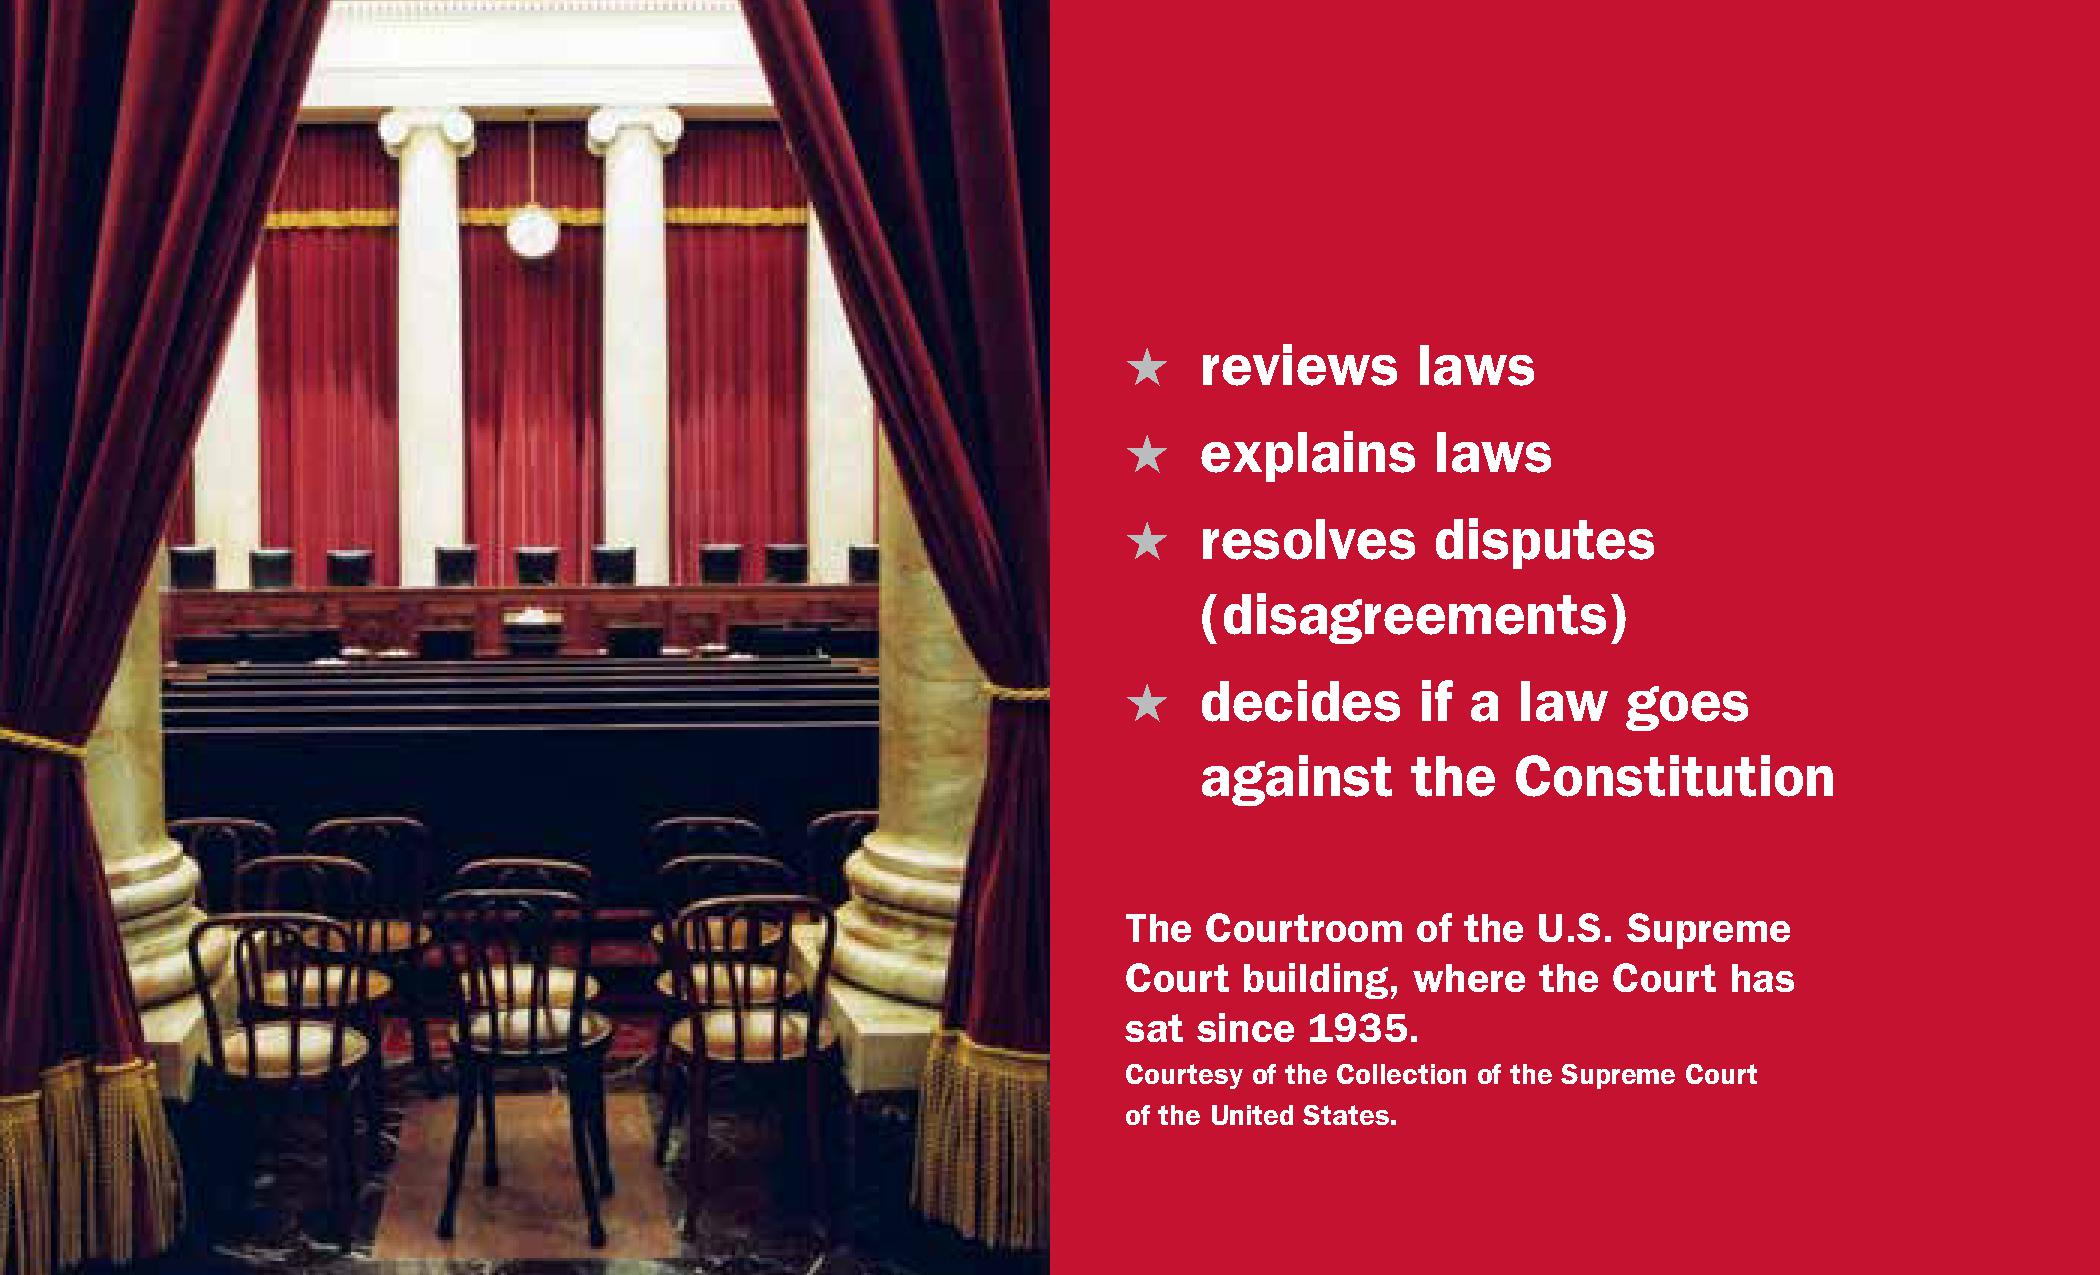 ★ reviews laws
★ explains laws
★ resolves disputes
(disagreements)
★ decides if a law goes
against the Constitution
The Courtroom of the U.S. Supreme
Court building, where the Court has
sat since 1935.
Courtesy of the Collection of the Supreme Court
of the United States.